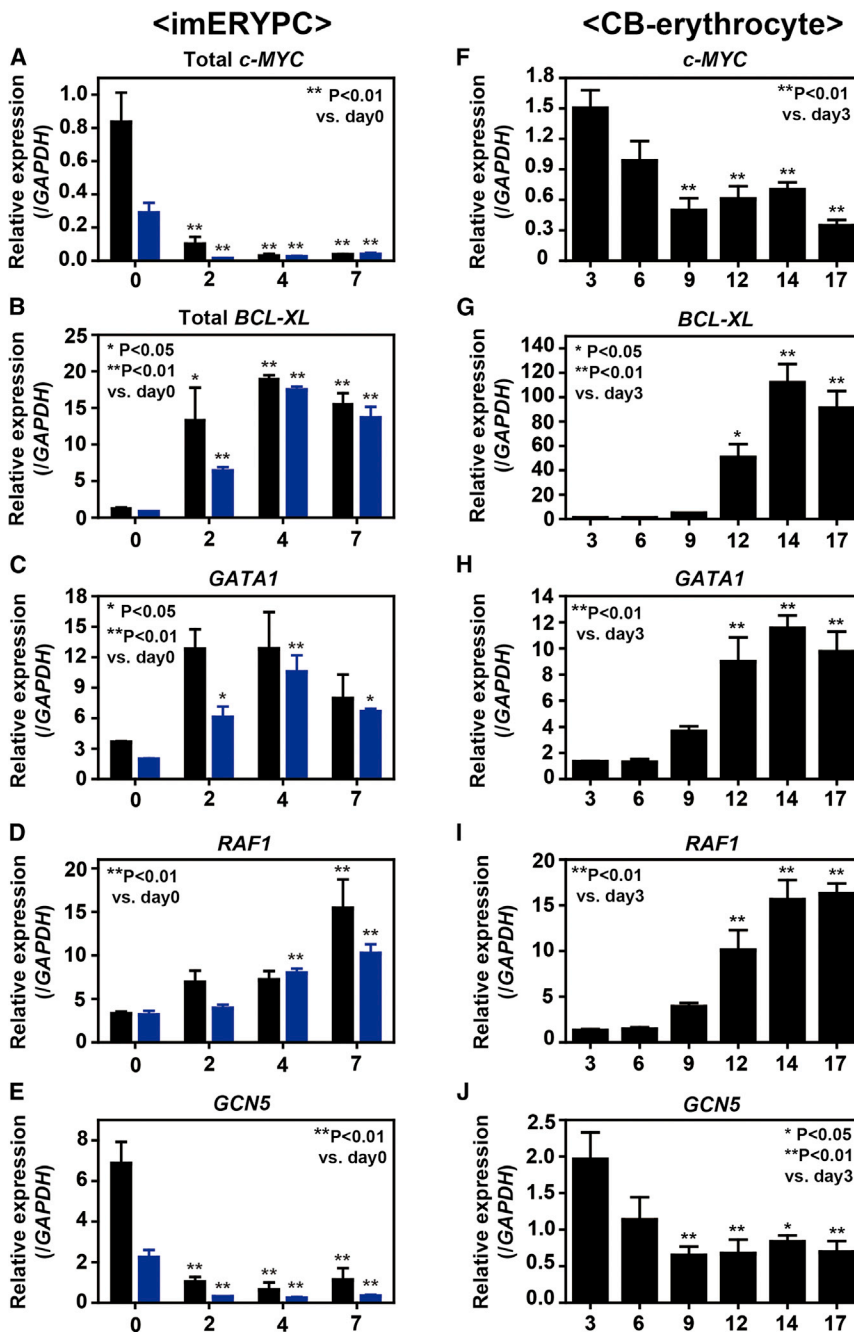 <imERYPC>
A
Total c-MYC
Relative expression
(/GAPDH)
1.0
0.8
0.6
0.4
0.2
0.0
** P<0.01
vs. day0
** ** ** ** ** **
0 2 4 7
B
Total BCL-XL
Relative expression
(/GAPDH)
25
20
15
10
5
0
* P<0.05
**P<0.01
vs. day0
* ** ** ** ** **
0 2 4 7
C
GATA1
Relative expression
(/GAPDH)
18
15
12
9
6
3
0
* P<0.05
**P<0.01
vs. day0
* ** *
0 2 4 7
D
RAF1
Relative expression
(/GAPDH)
20
15
10
5
0
**P<0.01
vs. day0
** ** **
0 2 4 7
E
GCN5
Relative expression
(/GAPDH)
8
6
4
2
0
**P<0.01
vs. day0
** ** ** ** ** **
0 2 4 7
<CB-erythrocyte>
F
c-MYC
Relative expression
(/GAPDH)
1.8
1.5
1.2
0.9
0.6
0.3
0
**P<0.01
vs. day3
** ** ** **
3 6 9 12 14 17
G
BCL-XL
Relative expression
(/GAPDH)
140
120
100
80
60
40
20
0
* P<0.05
**P<0.01
vs. day3
* ** **
3 6 9 12 14 17
H
GATA1
Relative expression
(/GAPDH)
14
12
10
8
6
4
2
0
**P<0.01
vs. day3
** ** **
3 6 9 12 14 17
I
RAF1
Relative expression
(/GAPDH)
20
15
10
5
0
**P<0.01
vs. day3
** ** **
3 6 9 12 14 17
J
GCN5
Relative expression
(/GAPDH)
2.5
2.0
1.5
1.0
0.5
0.0
* P<0.05
**P<0.01
vs. day3
** ** * **
3 6 9 12 14 17